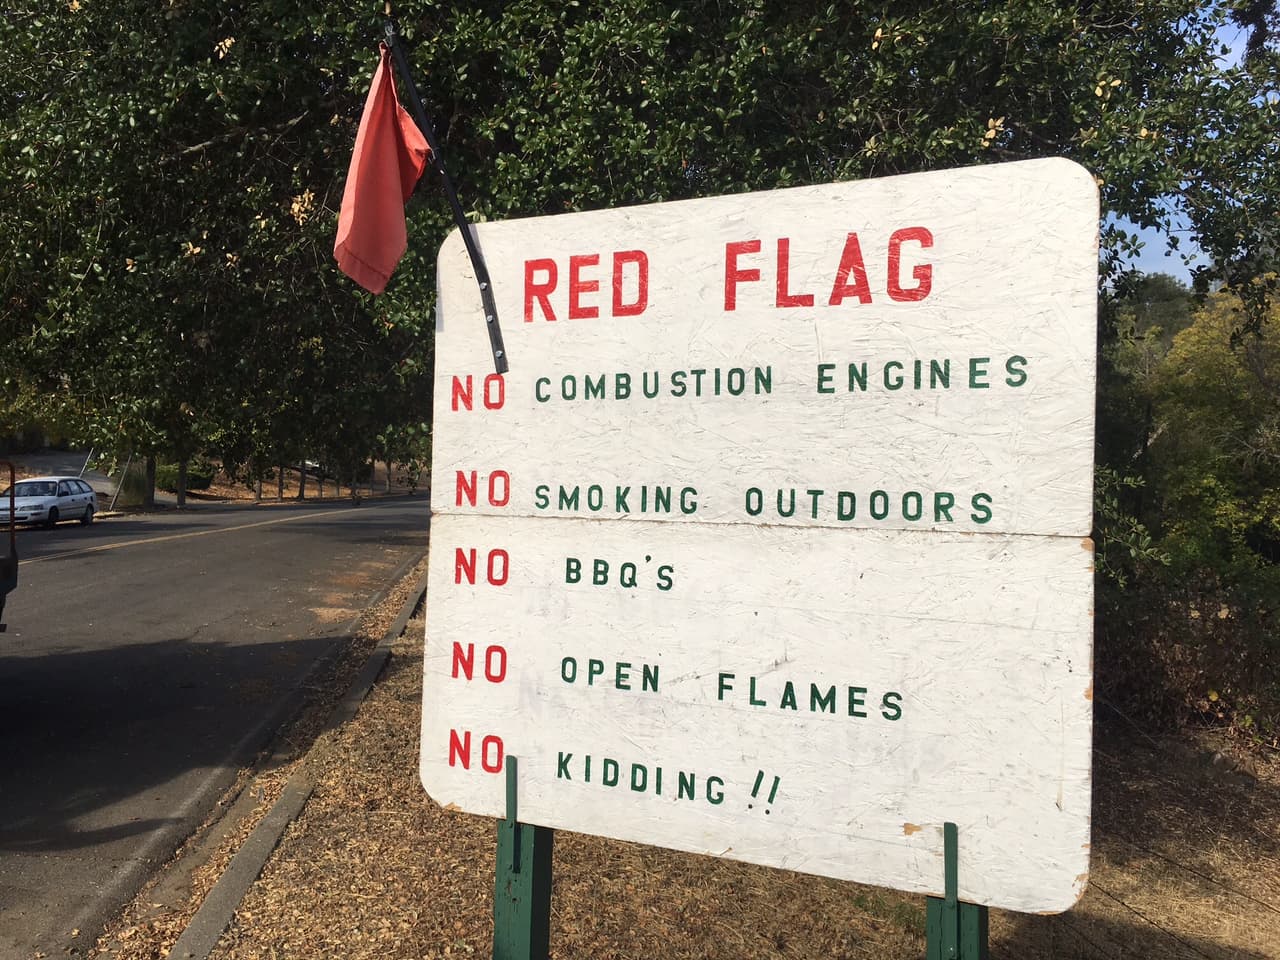 RED FLAG
NO COMBUSTION ENGINES
NO SMOKING OUTDOORS
NO BBQ'S
NO OPEN FLAMES
NO KIDDING !!